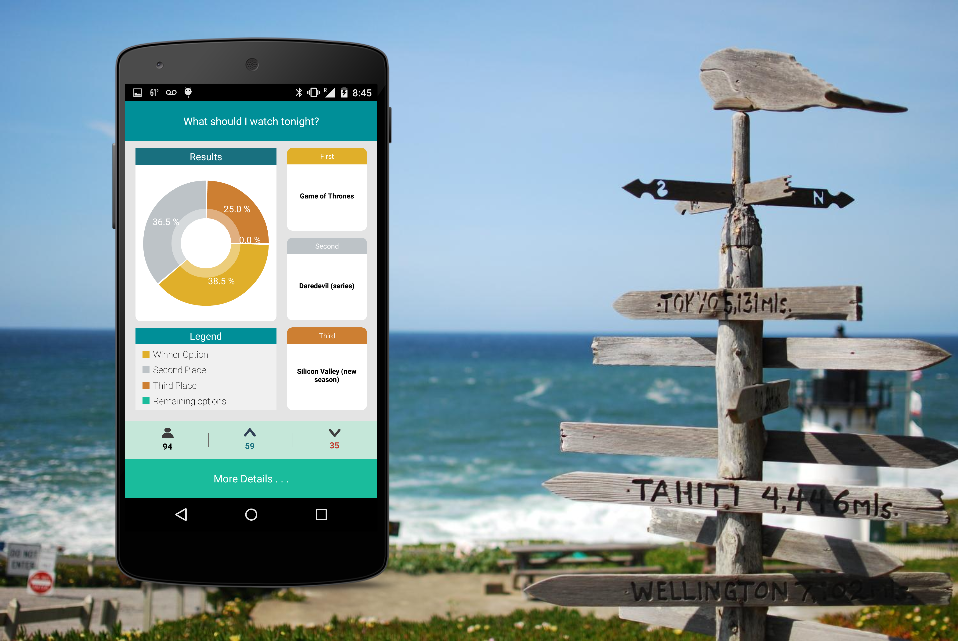 61°
8:45
What should I watch tonight?
Results
25.0 %
36.5 %
0.0 %
38.5 %
First
Game of Thrones
Second
Daredevil (series)
Third
Silicon Valley (new
season)
Legend
Winner Option
Second Place
Third Place
Remaining options
94
59
35
More Details . . .
S
N
TOKYO 5,131 mls.
TAHITI 4,446 mls.
WELLINGTON
DO NOT
ENTER